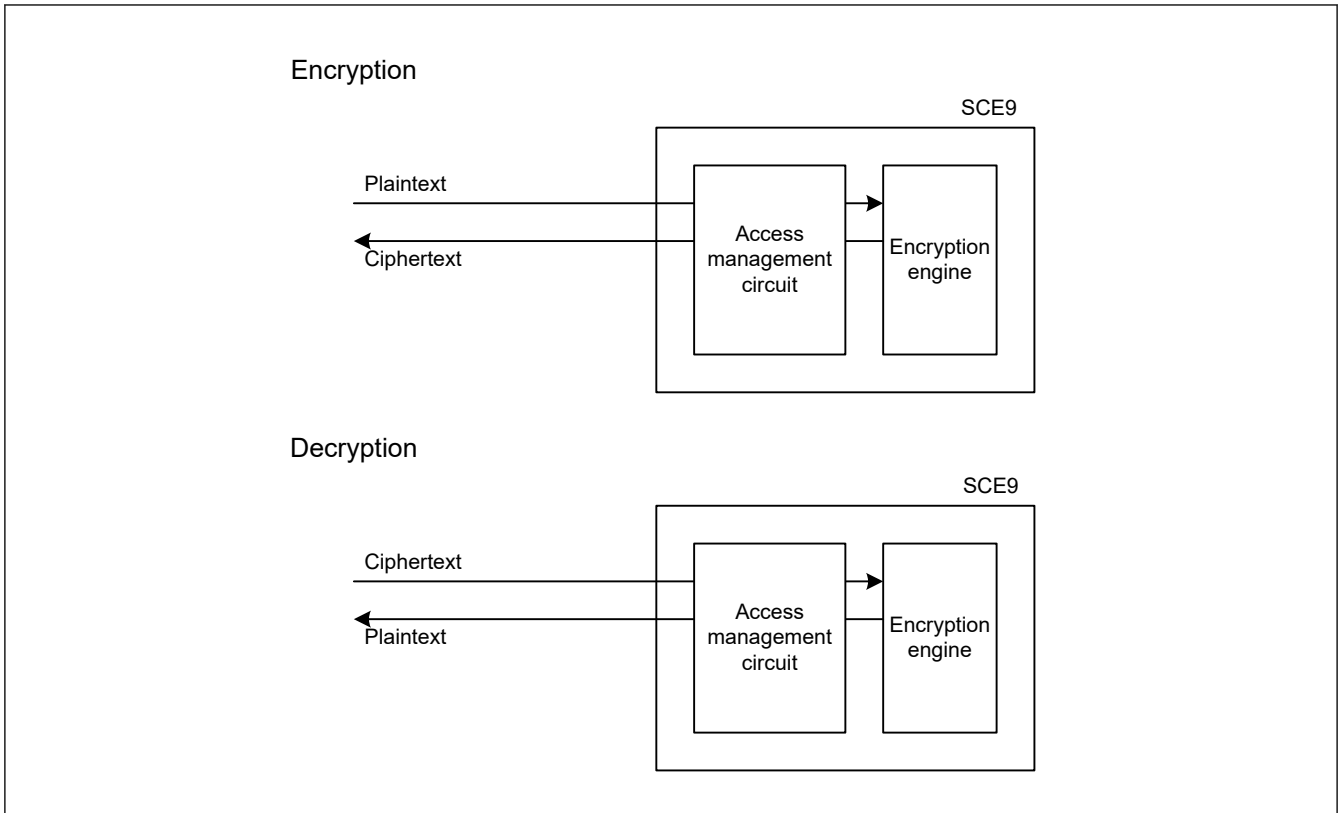 Encryption
SCE9
Plaintext
Ciphertext
Access
management
circuit
Encryption
engine
Decryption
SCE9
Ciphertext
Plaintext
Access
management
circuit
Encryption
engine